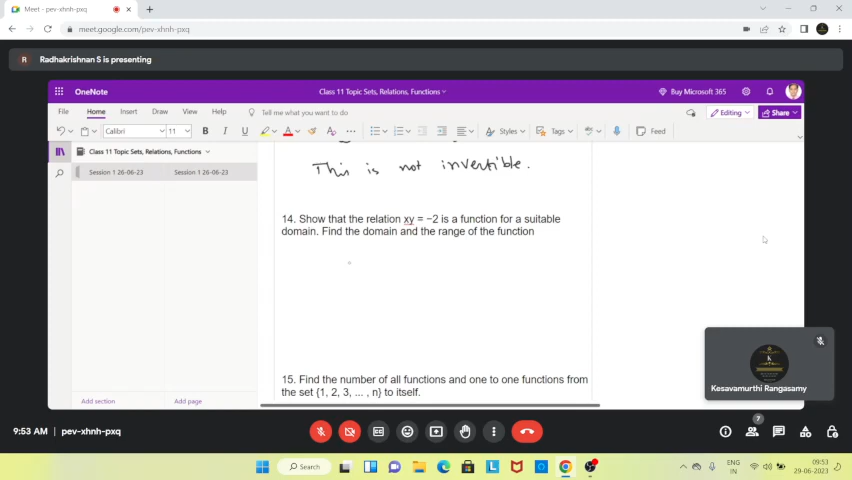 Meet - pev-xhnh-pxq
meet.google.com/pev-xhnh-pxq
R Radhakrishnan S is presenting
OneNote
Class 11 Topic Sets, Relations, Functions
Buy Microsoft 365
File Home Insert Draw View Help Tell me what you want to do
Editing Share
Calibri 11 B I U A Styles Tags Feed
Class 11 Topic Sets, Relations, Functions
Session 1 26-06-23 Session 1 26-06-23
This is not invertible.
14. Show that the relation xy = −2 is a function for a suitable
domain. Find the domain and the range of the function
15. Find the number of all functions and one to one functions from
the set {1, 2, 3, ... , n} to itself.
Add section Add page
K
Kesavamurthi Rangasamy
9:53 AM pev-xhnh-pxq
7
Search
ENG
IN
09:53
29-06-2023